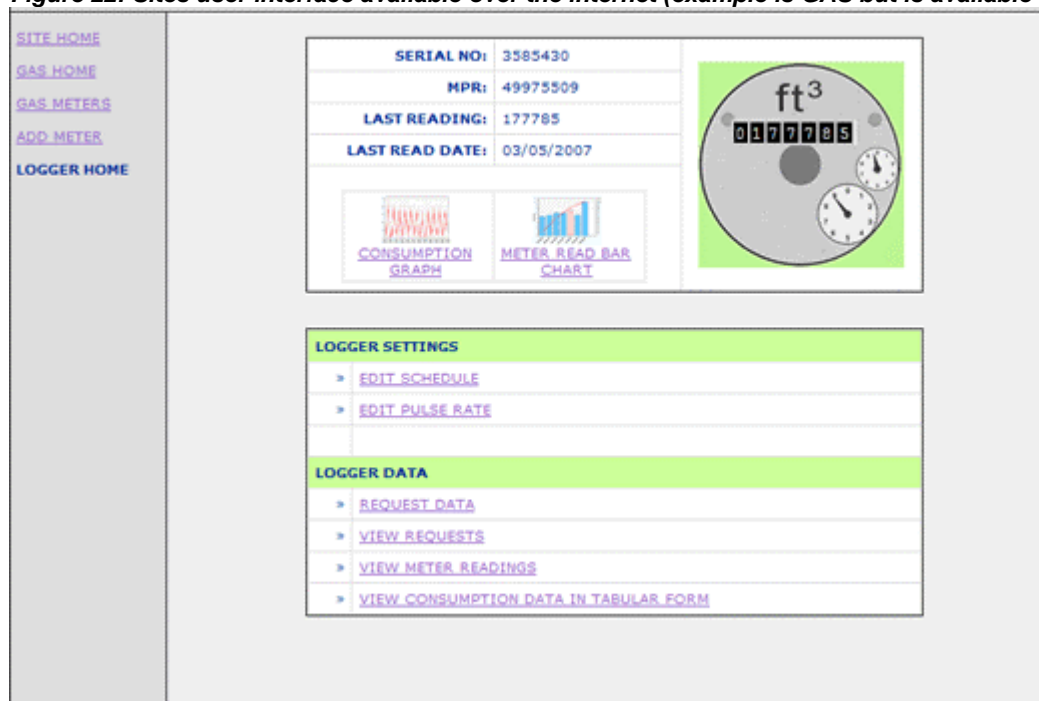 Figure 22: Sites user interface available over the internet (example is GAS but is available
SITE HOME
GAS HOME
GAS METERS
ADD METER
LOGGER HOME
SERIAL NO: 3585430
MPR: 49975509
LAST READING: 177785
LAST READ DATE: 03/05/2007
CONSUMPTION
GRAPH
METER READ BAR
CHART
ft3
0177785
LOGGER SETTINGS
» EDIT SCHEDULE
» EDIT PULSE RATE
LOGGER DATA
» REQUEST DATA
» VIEW REQUESTS
» VIEW METER READINGS
» VIEW CONSUMPTION DATA IN TABULAR FORM